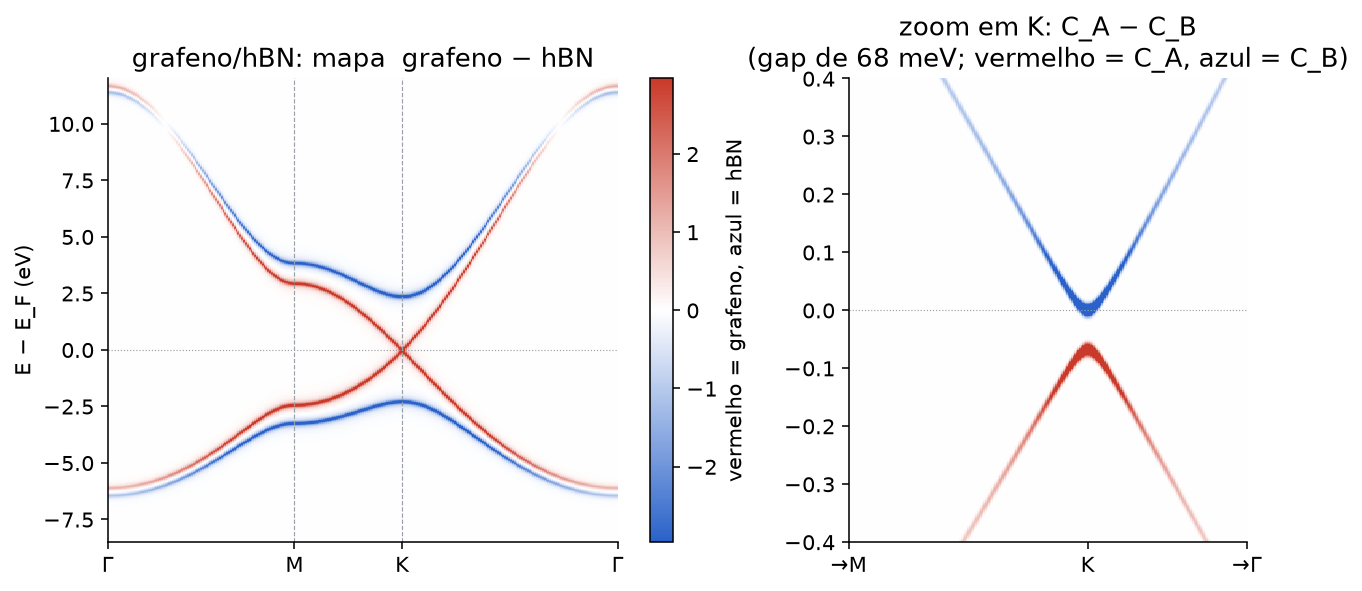 grafeno/hBN: mapa  grafeno − hBN
E − E_F (eV)
10.0
7.5
5.0
2.5
0.0
−2.5
−5.0
−7.5
Γ
M
K
Γ
2
1
0
−1
−2
vermelho = grafeno, azul = hBN
zoom em K: C_A − C_B
(gap de 68 meV; vermelho = C_A, azul = C_B)
0.4
0.3
0.2
0.1
0.0
−0.1
−0.2
−0.3
−0.4
→M
K
→Γ